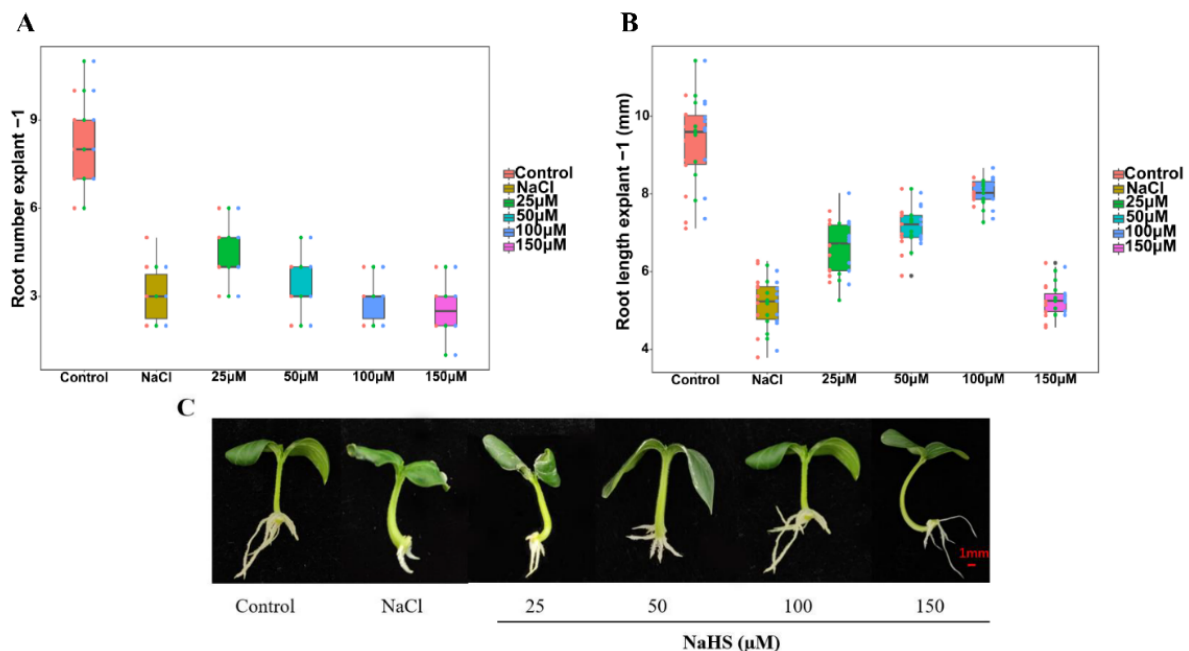 A
B
Root number explant −1
9
6
3
Control NaCl 25μM 50μM 100μM 150μM
Control
NaCl
25μM
50μM
100μM
150μM
Root length explant −1 (mm)
10
8
6
4
Control NaCl 25μM 50μM 100μM 150μM
Control
NaCl
25μM
50μM
100μM
150μM
C
1mm
Control NaCl 25 50 100 150
NaHS (μM)